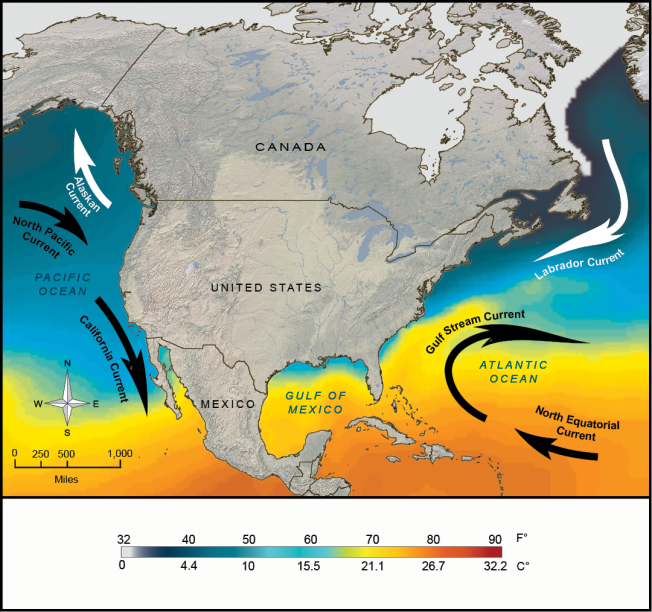 CANADA
Alaskan
Current
North Pacific
Current
PACIFIC
OCEAN
Labrador Current
UNITED STATES
California Current
Gulf Stream Current
ATLANTIC
OCEAN
MEXICO
GULF OF
MEXICO
North Equatorial
Current
N
W E
S
0 250 500 1,000
Miles
32 40 50 60 70 80 90 F°
0 4.4 10 15.5 21.1 26.7 32.2 C°